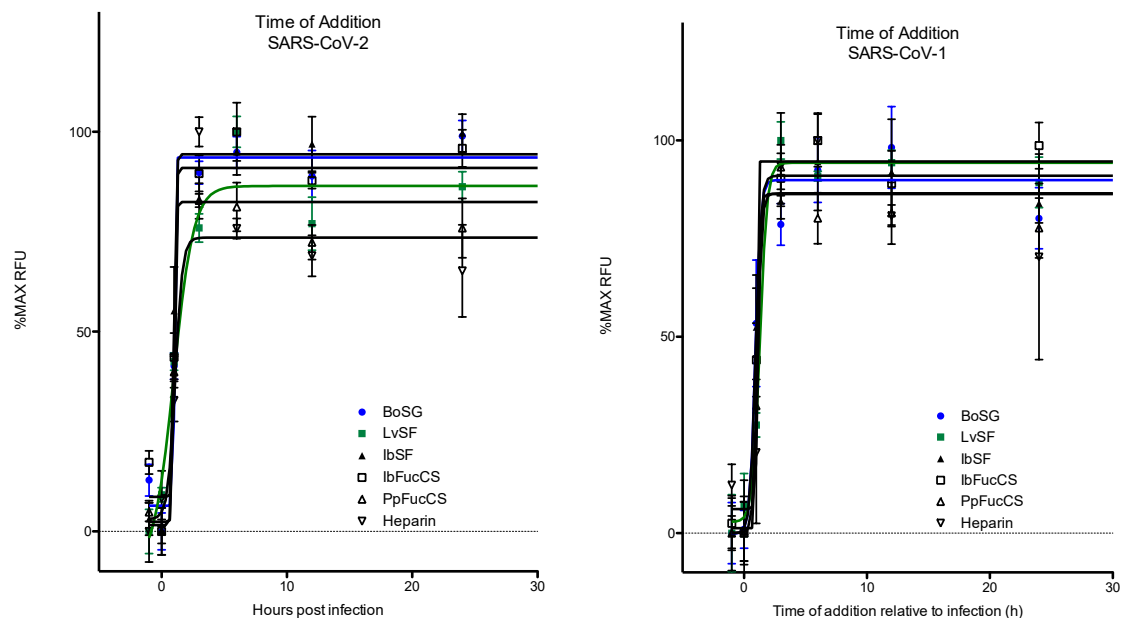 Time of Addition
SARS-CoV-2
100
50
0
%MAX RFU
BoSG
LvSF
IbSF
IbFucCS
PpFucCS
Heparin
0
10
20
30
Hours post infection
Time of Addition
SARS-CoV-1
100
50
0
%MAX RFU
BoSG
LvSF
IbSF
IbFucCS
PpFucCS
Heparin
0
10
20
30
Time of addition relative to infection (h)